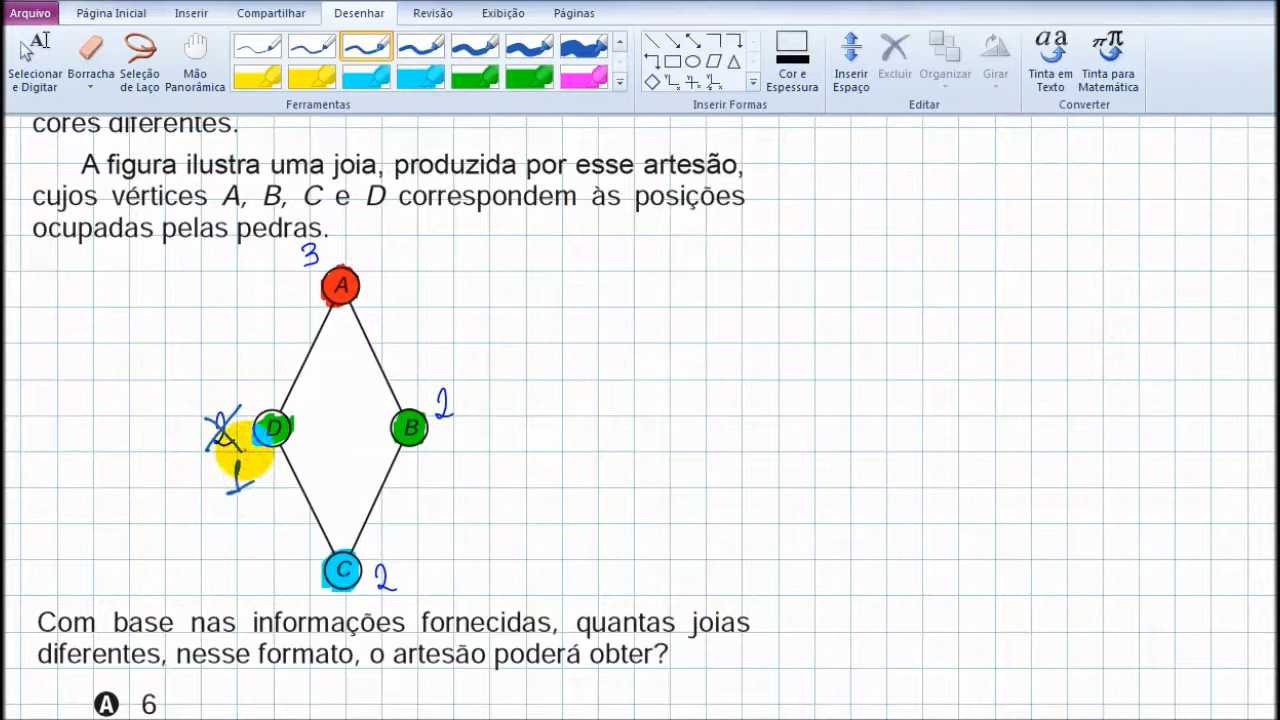 Arquivo Página Inicial Inserir Compartilhar Desenhar Revisão Exibição Páginas
Selecionar e Digitar
Borracha
Seleção de Laço
Mão Panorâmica
Cor e Espessura
Inserir Espaço
Excluir
Organizar
Girar
Tinta em Texto
Tinta para Matemática
Ferramentas
Inserir Formas
Editar
Converter
cores diferentes.
A figura ilustra uma joia, produzida por esse artesão,
cujos vértices A, B, C e D correspondem às posições
ocupadas pelas pedras.
3
A
2
2
D
B
1
C
2
Com base nas informações fornecidas, quantas joias
diferentes, nesse formato, o artesão poderá obter?
A 6